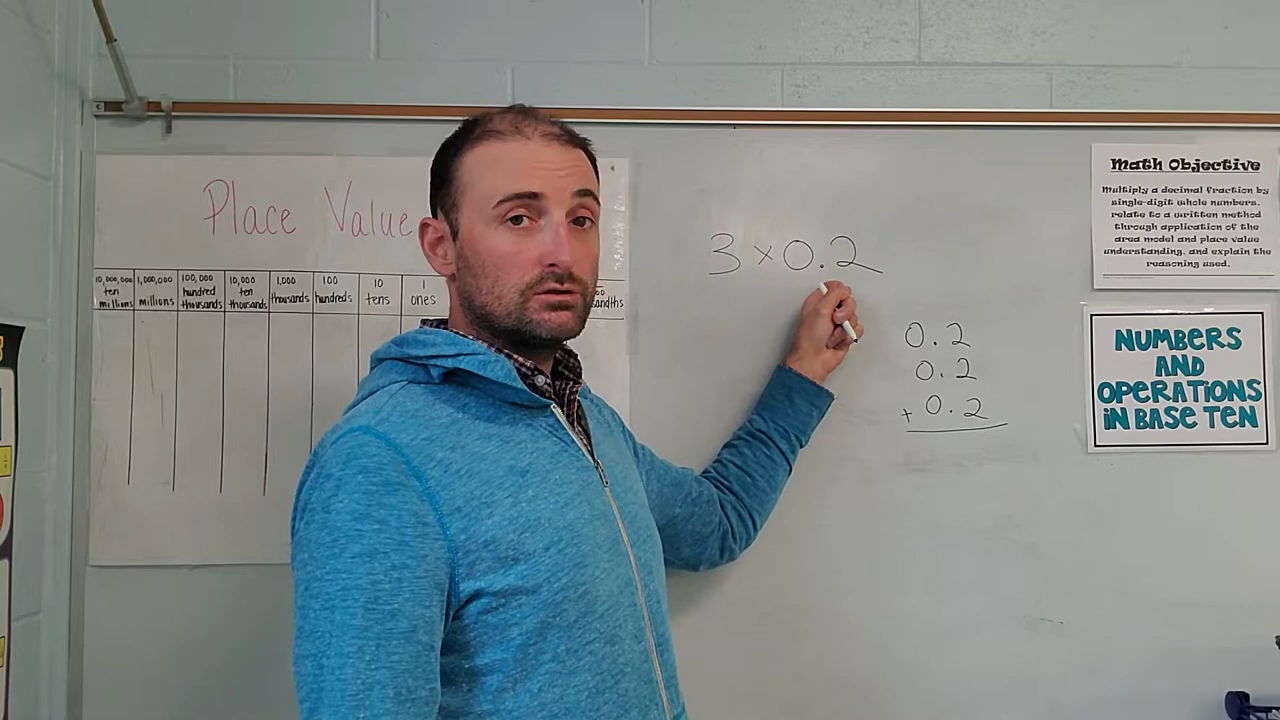 Place Value
10,000,000 ten millions
1,000,000 millions
100,000 hundred thousands
10,000 ten thousands
1,000 thousands
100 hundreds
10 tens
1 ones
3 × 0.2
0.2
0.2
+ 0.2
Math Objective
Multiply a decimal fraction by
single-digit whole numbers,
relate to a written method
through application of the
area model and place value
understanding, and explain the
reasoning used.
NUMBERS
AND
OPERATIONS
IN BASE TEN